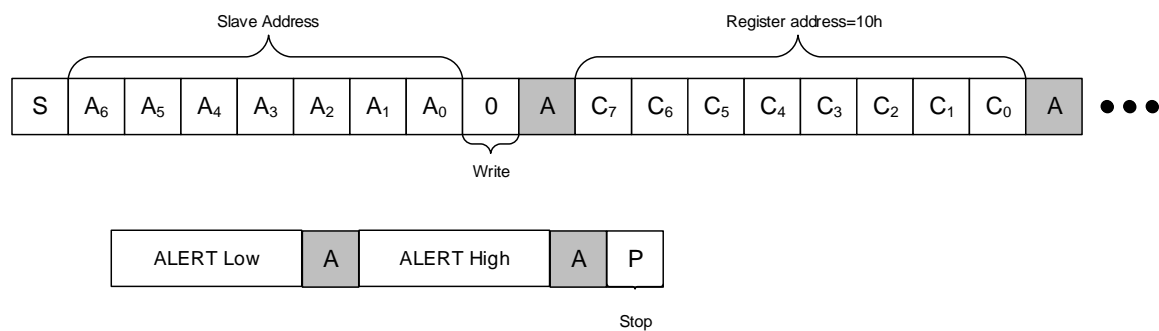 Slave Address Register address=10h
S A₆ A₅ A₄ A₃ A₂ A₁ A₀ 0 A C₇ C₆ C₅ C₄ C₃ C₂ C₁ C₀ A •••
Write
ALERT Low A ALERT High A P
Stop